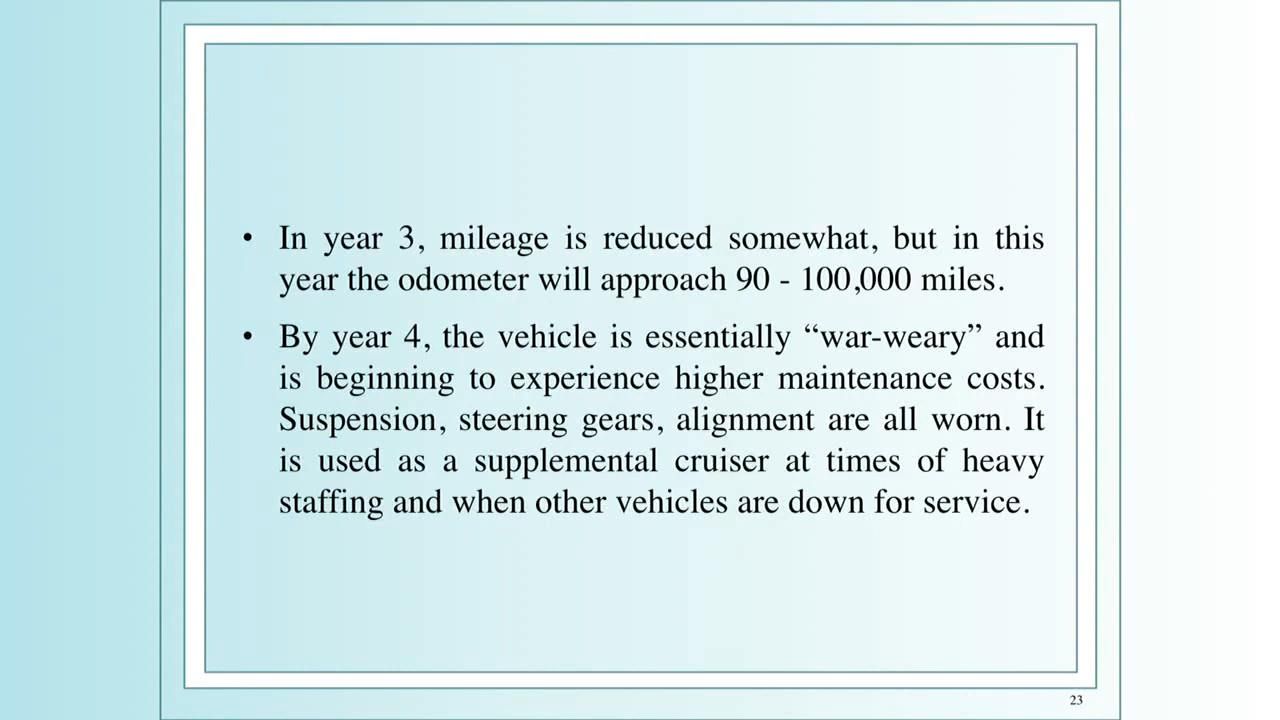 • In year 3, mileage is reduced somewhat, but in this
year the odometer will approach 90 - 100,000 miles.
• By year 4, the vehicle is essentially “war-weary” and
is beginning to experience higher maintenance costs.
Suspension, steering gears, alignment are all worn. It
is used as a supplemental cruiser at times of heavy
staffing and when other vehicles are down for service.
23